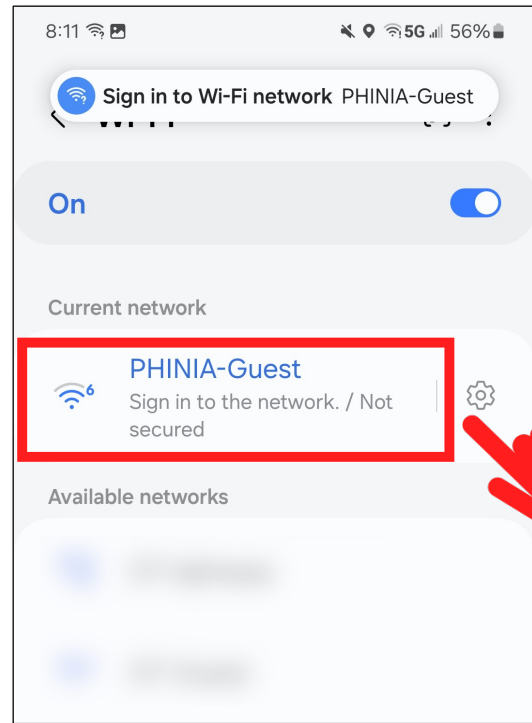 8:11 5G 56%
Sign in to Wi-Fi network PHINIA-Guest
On
Current network
6
PHINIA-Guest
Sign in to the network. / Not
secured
Available networks